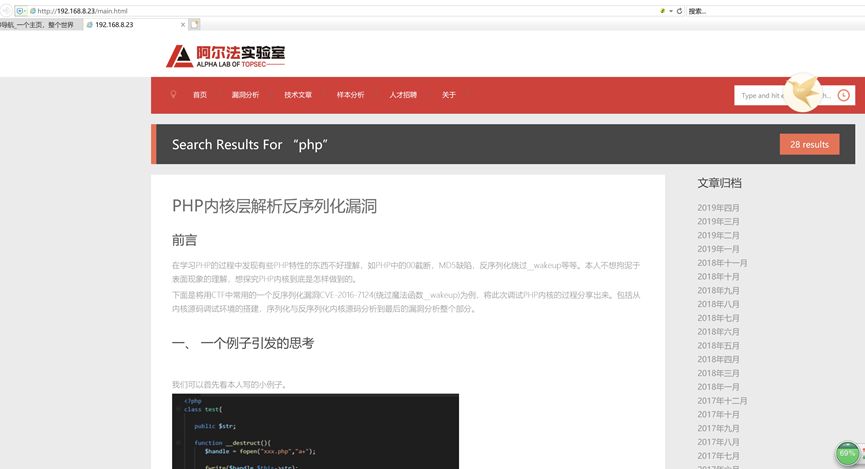 http://192.168.8.23/main.html
搜索...
导航_一个主页，整个世界
192.168.8.23
阿尔法实验室
ALPHA LAB OF TOPSEC
首页 漏洞分析 技术文章 样本分析 人才招聘 关于
Type and hit e
Search Results For “php”
28 results
PHP内核层解析反序列化漏洞
前言
在学习PHP的过程中发现有些PHP特性的东西不好理解，如PHP中的00截断，MD5缺陷，反序列化绕过__wakeup等等。本人不想拘泥于
表面现象的理解，想探究PHP内核到底是怎样做到的。
下面是将用CTF中常用的一个反序列化漏洞CVE-2016-7124(绕过魔法函数__wakeup)为例，将此次调试PHP内核的过程分享出来。包括从
内核源码调试环境的搭建，序列化与反序列化内核源码分析到最后的漏洞分析整个部分。
一、 一个例子引发的思考
我们可以首先看本人写的小例子。
<?php
class test{
public $str;
function __destruct(){
$handle = fopen("xxx.php","a+");
fwrite($handle,$this->str);
文章归档
2019年四月
2019年三月
2019年二月
2019年一月
2018年十一月
2018年十月
2018年九月
2018年八月
2018年七月
2018年六月
2018年五月
2018年四月
2018年三月
2018年一月
2017年十二月
2017年十月
2017年九月
2017年八月
2017年七月
2017年六月
69%